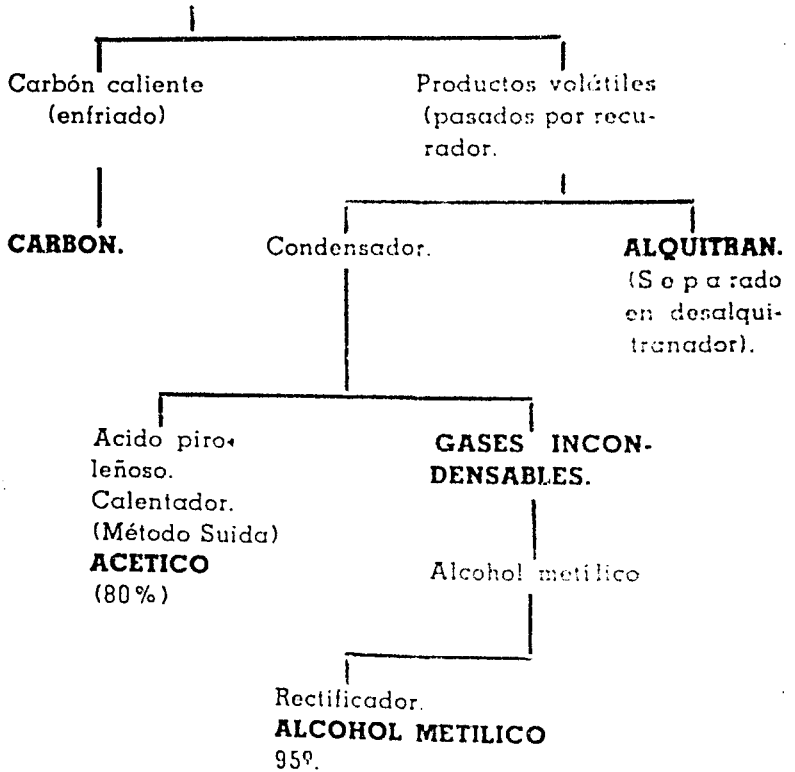 Carbón caliente
(enfriado)
Productos volátiles
(pasados por recu-
rador.
CARBON.
Condensador.
ALQUITRAN.
(Separado
en desalqui-
tranador).
Acido piro-
leñoso.
Calentador.
(Método Suida)
ACETICO
(80%)
GASES INCON-
DENSABLES.
Alcohol metílico
Rectificador.
ALCOHOL METILICO
95º.